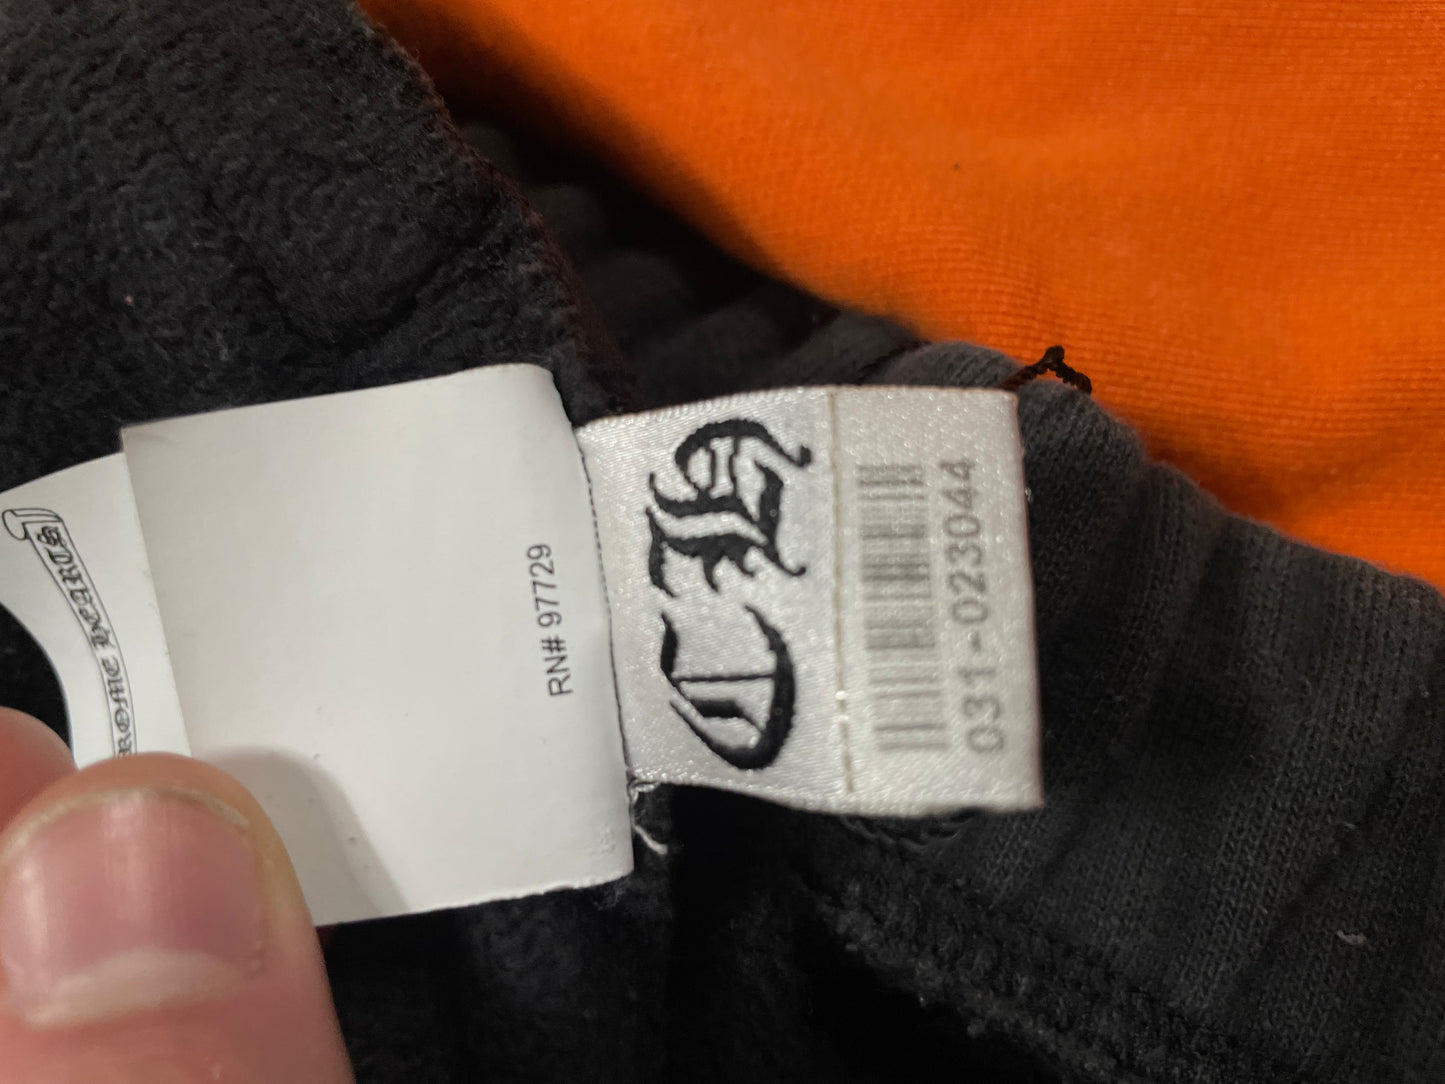 CHROME HEARTS
RN# 97729
CH
031-023044